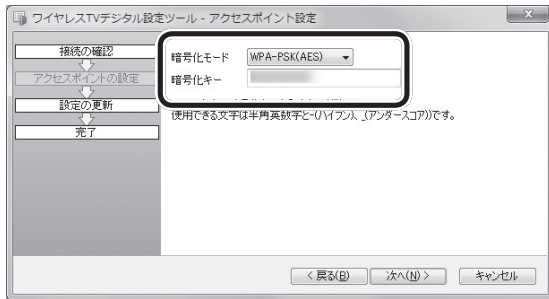 ワイヤレスTVデジタル設定ツール - アクセスポイント設定
接続の確認
アクセスポイントの設定
設定の更新
完了
暗号化モード WPA-PSK(AES)
暗号化キー
使用できる文字は半角英数字と-(ハイフン)、_(アンダースコア)です。
< 戻る(B) 次へ(N) > キャンセル